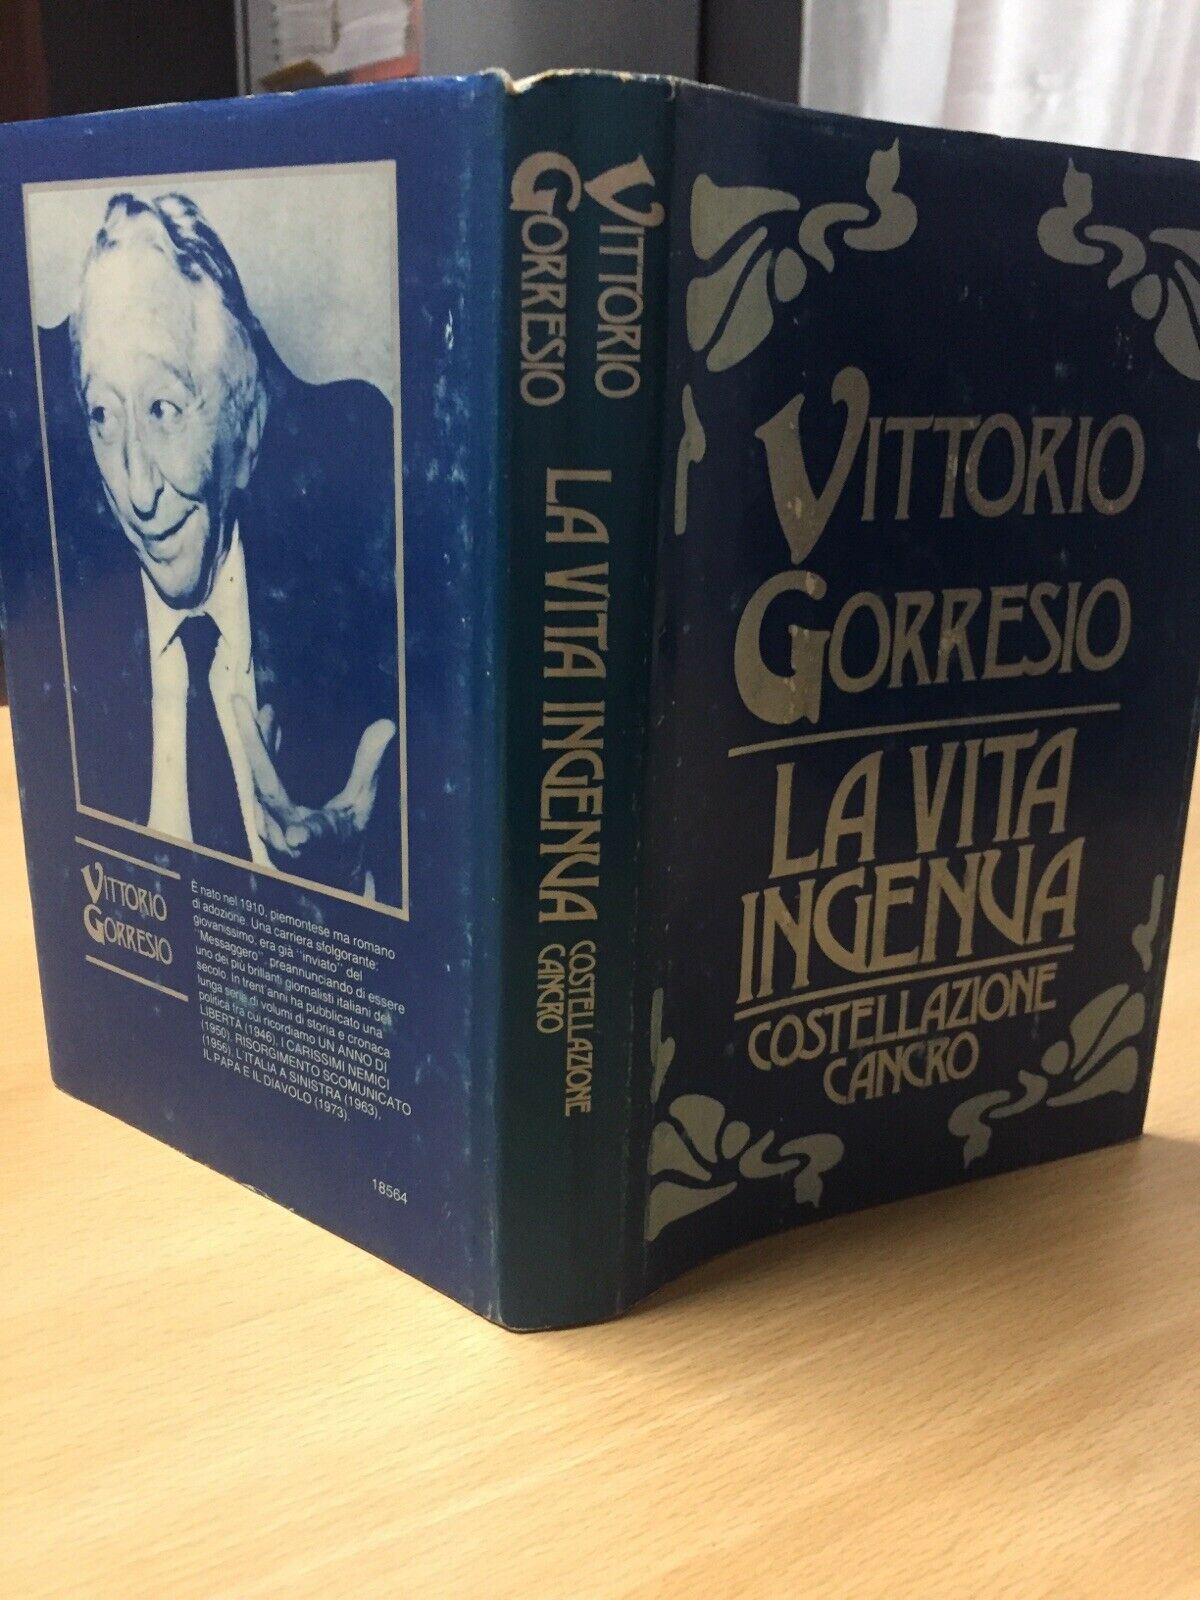 VITTORIO
GORRESIO
È nato nel 1910, piemontese ma romano
di adozione. Una carriera sfolgorante:
giovanissimo, era già "inviato" del
"Messaggero", preannunciando di essere
uno dei più brillanti giornalisti italiani del
secolo. In trent'anni ha pubblicato una
lunga serie di volumi di storia e cronaca
politica tra cui ricordiamo UN ANNO DI
LIBERTÀ (1946), I CARISSIMI NEMICI
(1950), RISORGIMENTO SCOMUNICATO
(1956), L'ITALIA A SINISTRA (1963),
IL PAPA E IL DIAVOLO (1973).
18564
VITTORIO
GORRESIO
LA VITA INGENUA
COSTELLAZIONE
CANCRO
VITTORIO
GORRESIO
LA VITA
INGENUA
COSTELLAZIONE
CANCRO